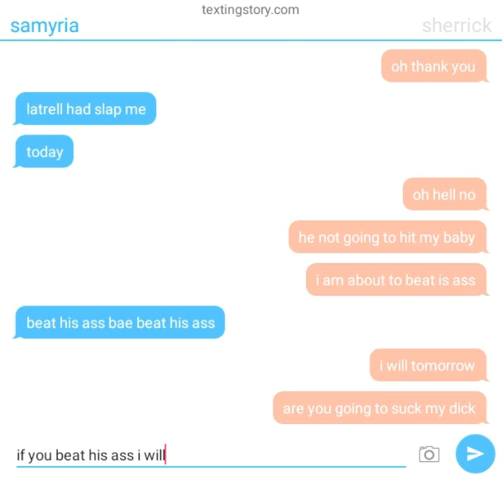 textingstory.com
samyria
sherrick
oh thank you
latrell had slap me
today
oh hell no
he not going to hit my baby
i am about to beat is ass
beat his ass bae beat his ass
i will tomorrow
are you going to suck my dick
if you beat his ass i will